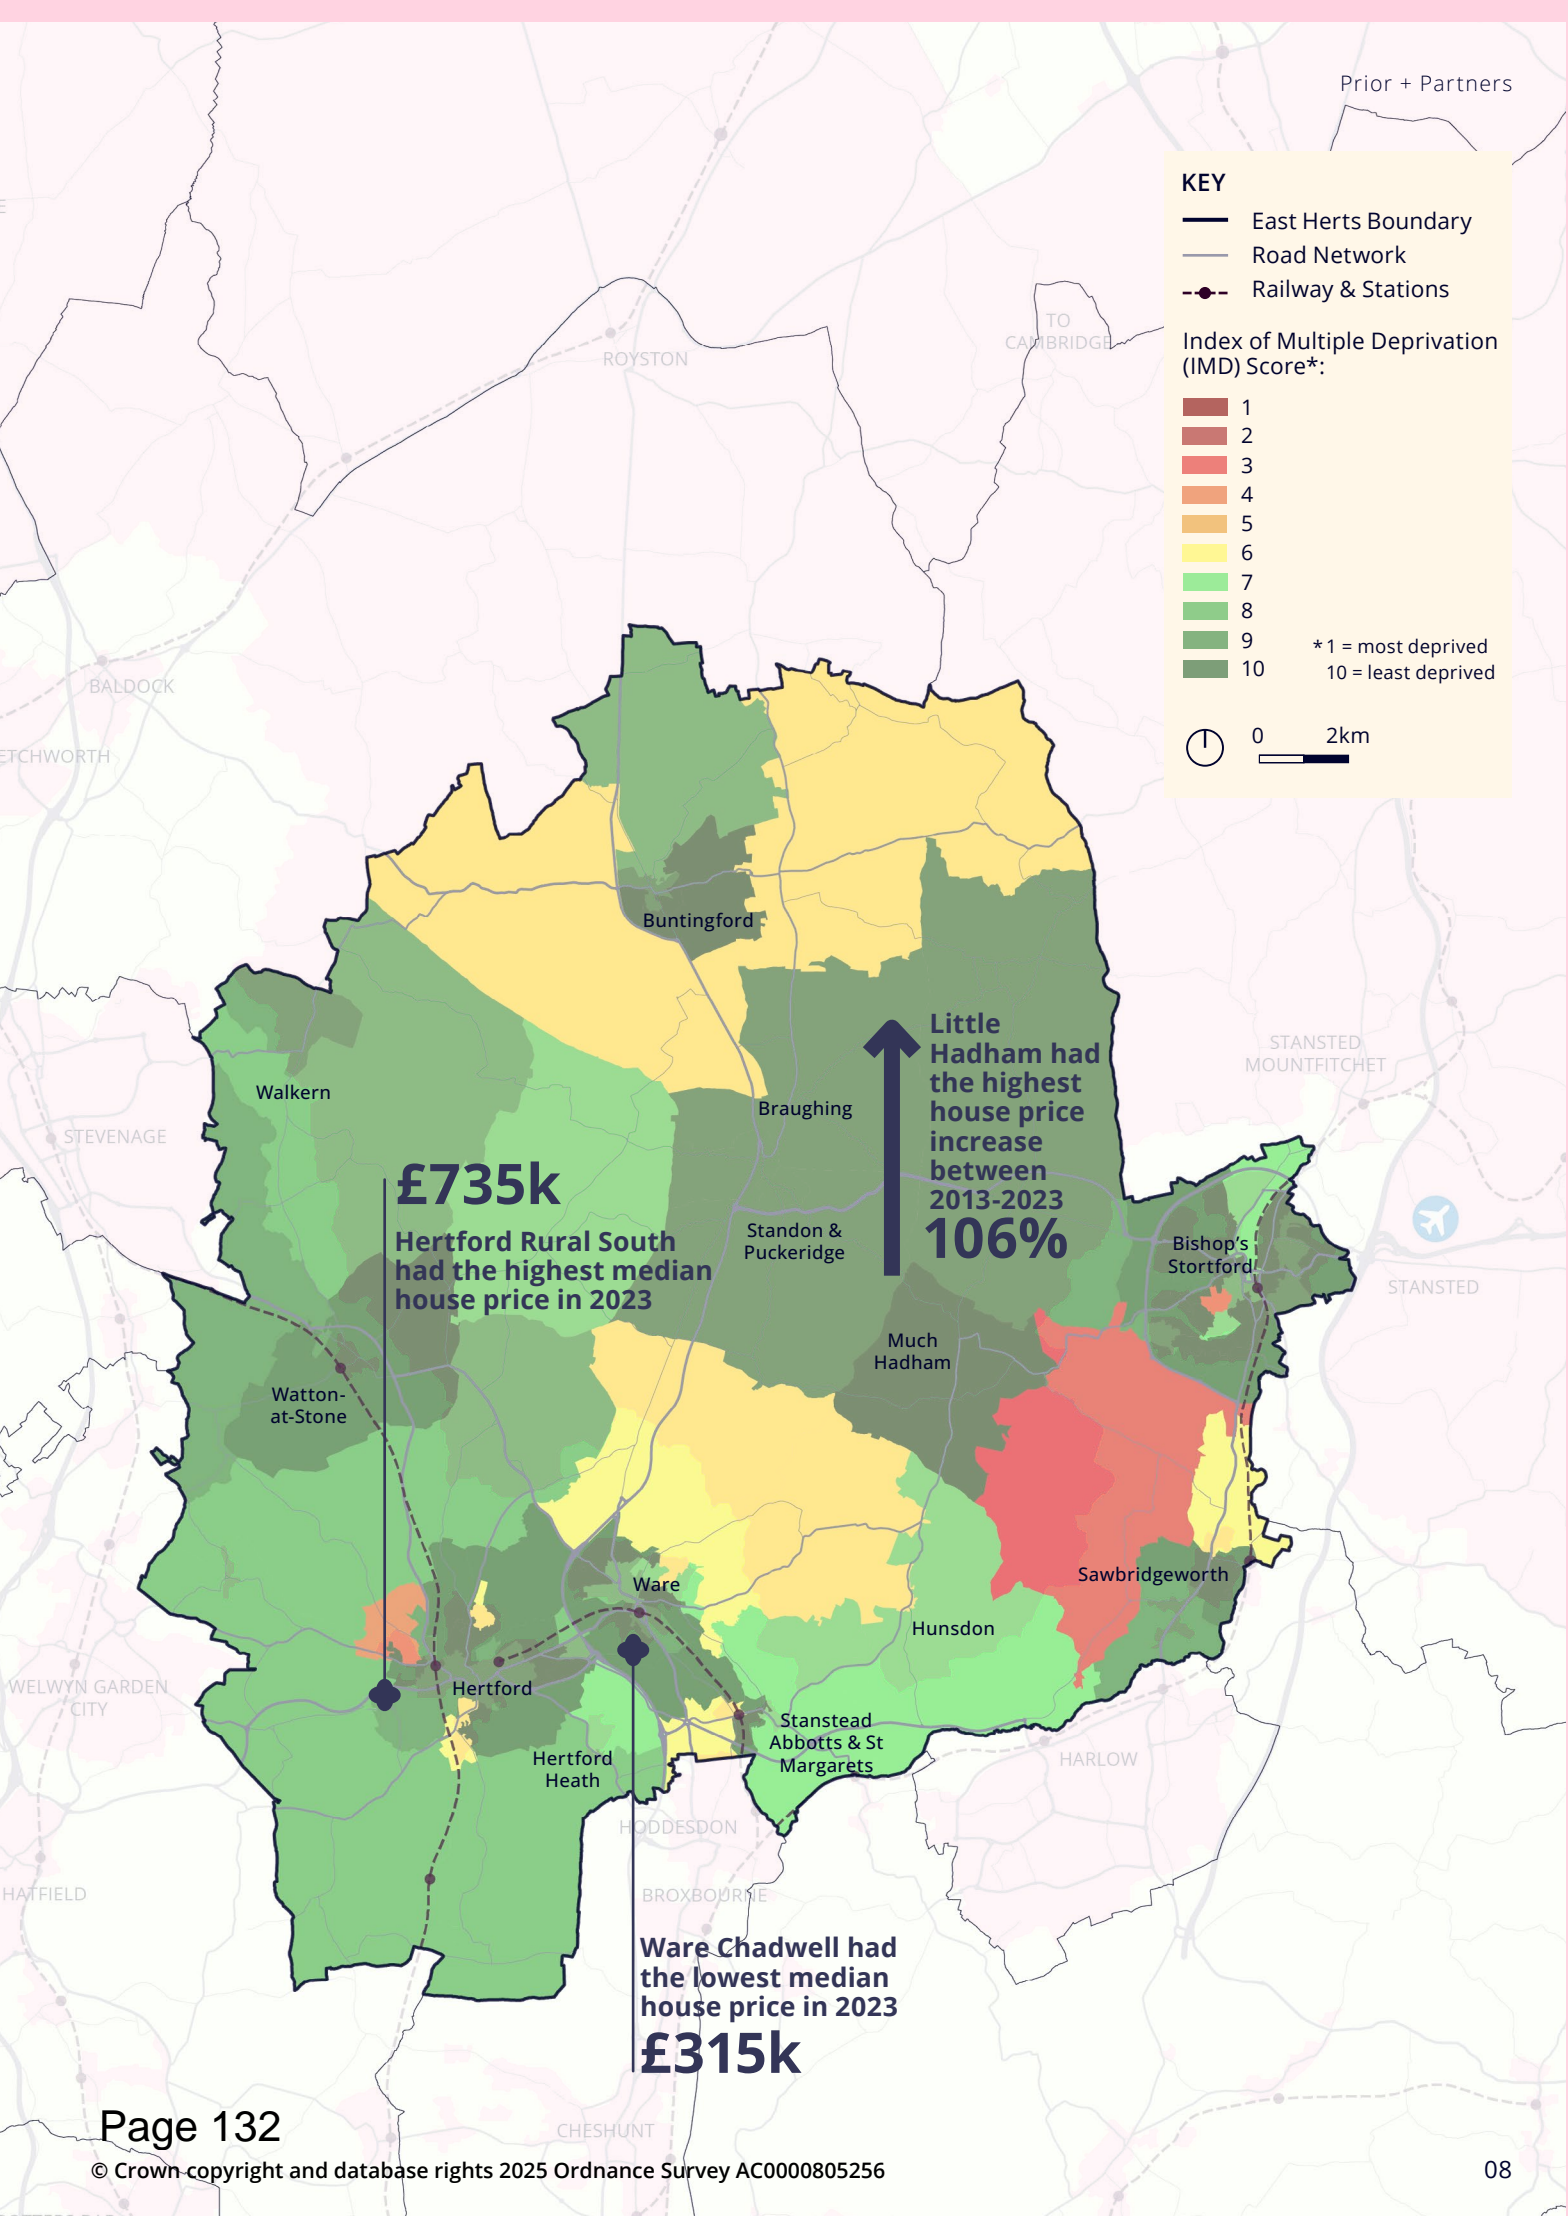 Prior + Partners
KEY
East Herts Boundary
Road Network
Railway & Stations
Index of Multiple Deprivation
(IMD) Score*:
1
2
3
4
5
6
7
8
9
10
* 1 = most deprived
10 = least deprived
0 2km
TO
CAMBRIDGE
ROYSTON
BALDOCK
ETCHWORTH
Buntingford
Little
Hadham had
the highest
house price
increase
between
2013-2023
106%
STANSTED
MOUNTFITCHET
Walkern
Braughing
STEVENAGE
£735k
Hertford Rural South
had the highest median
house price in 2023
Standon &
Puckeridge
Bishop's
Stortford
STANSTED
Much
Hadham
Watton-
at-Stone
Sawbridgeworth
Ware
Hunsdon
WELWYN GARDEN
CITY
Hertford
Stanstead
Abbotts & St
Margarets
Hertford
Heath
HARLOW
HODDESDON
HATFIELD
BROXBOURNE
Ware Chadwell had
the lowest median
house price in 2023
£315k
Page 132
CHESHUNT
© Crown copyright and database rights 2025 Ordnance Survey AC0000805256
08